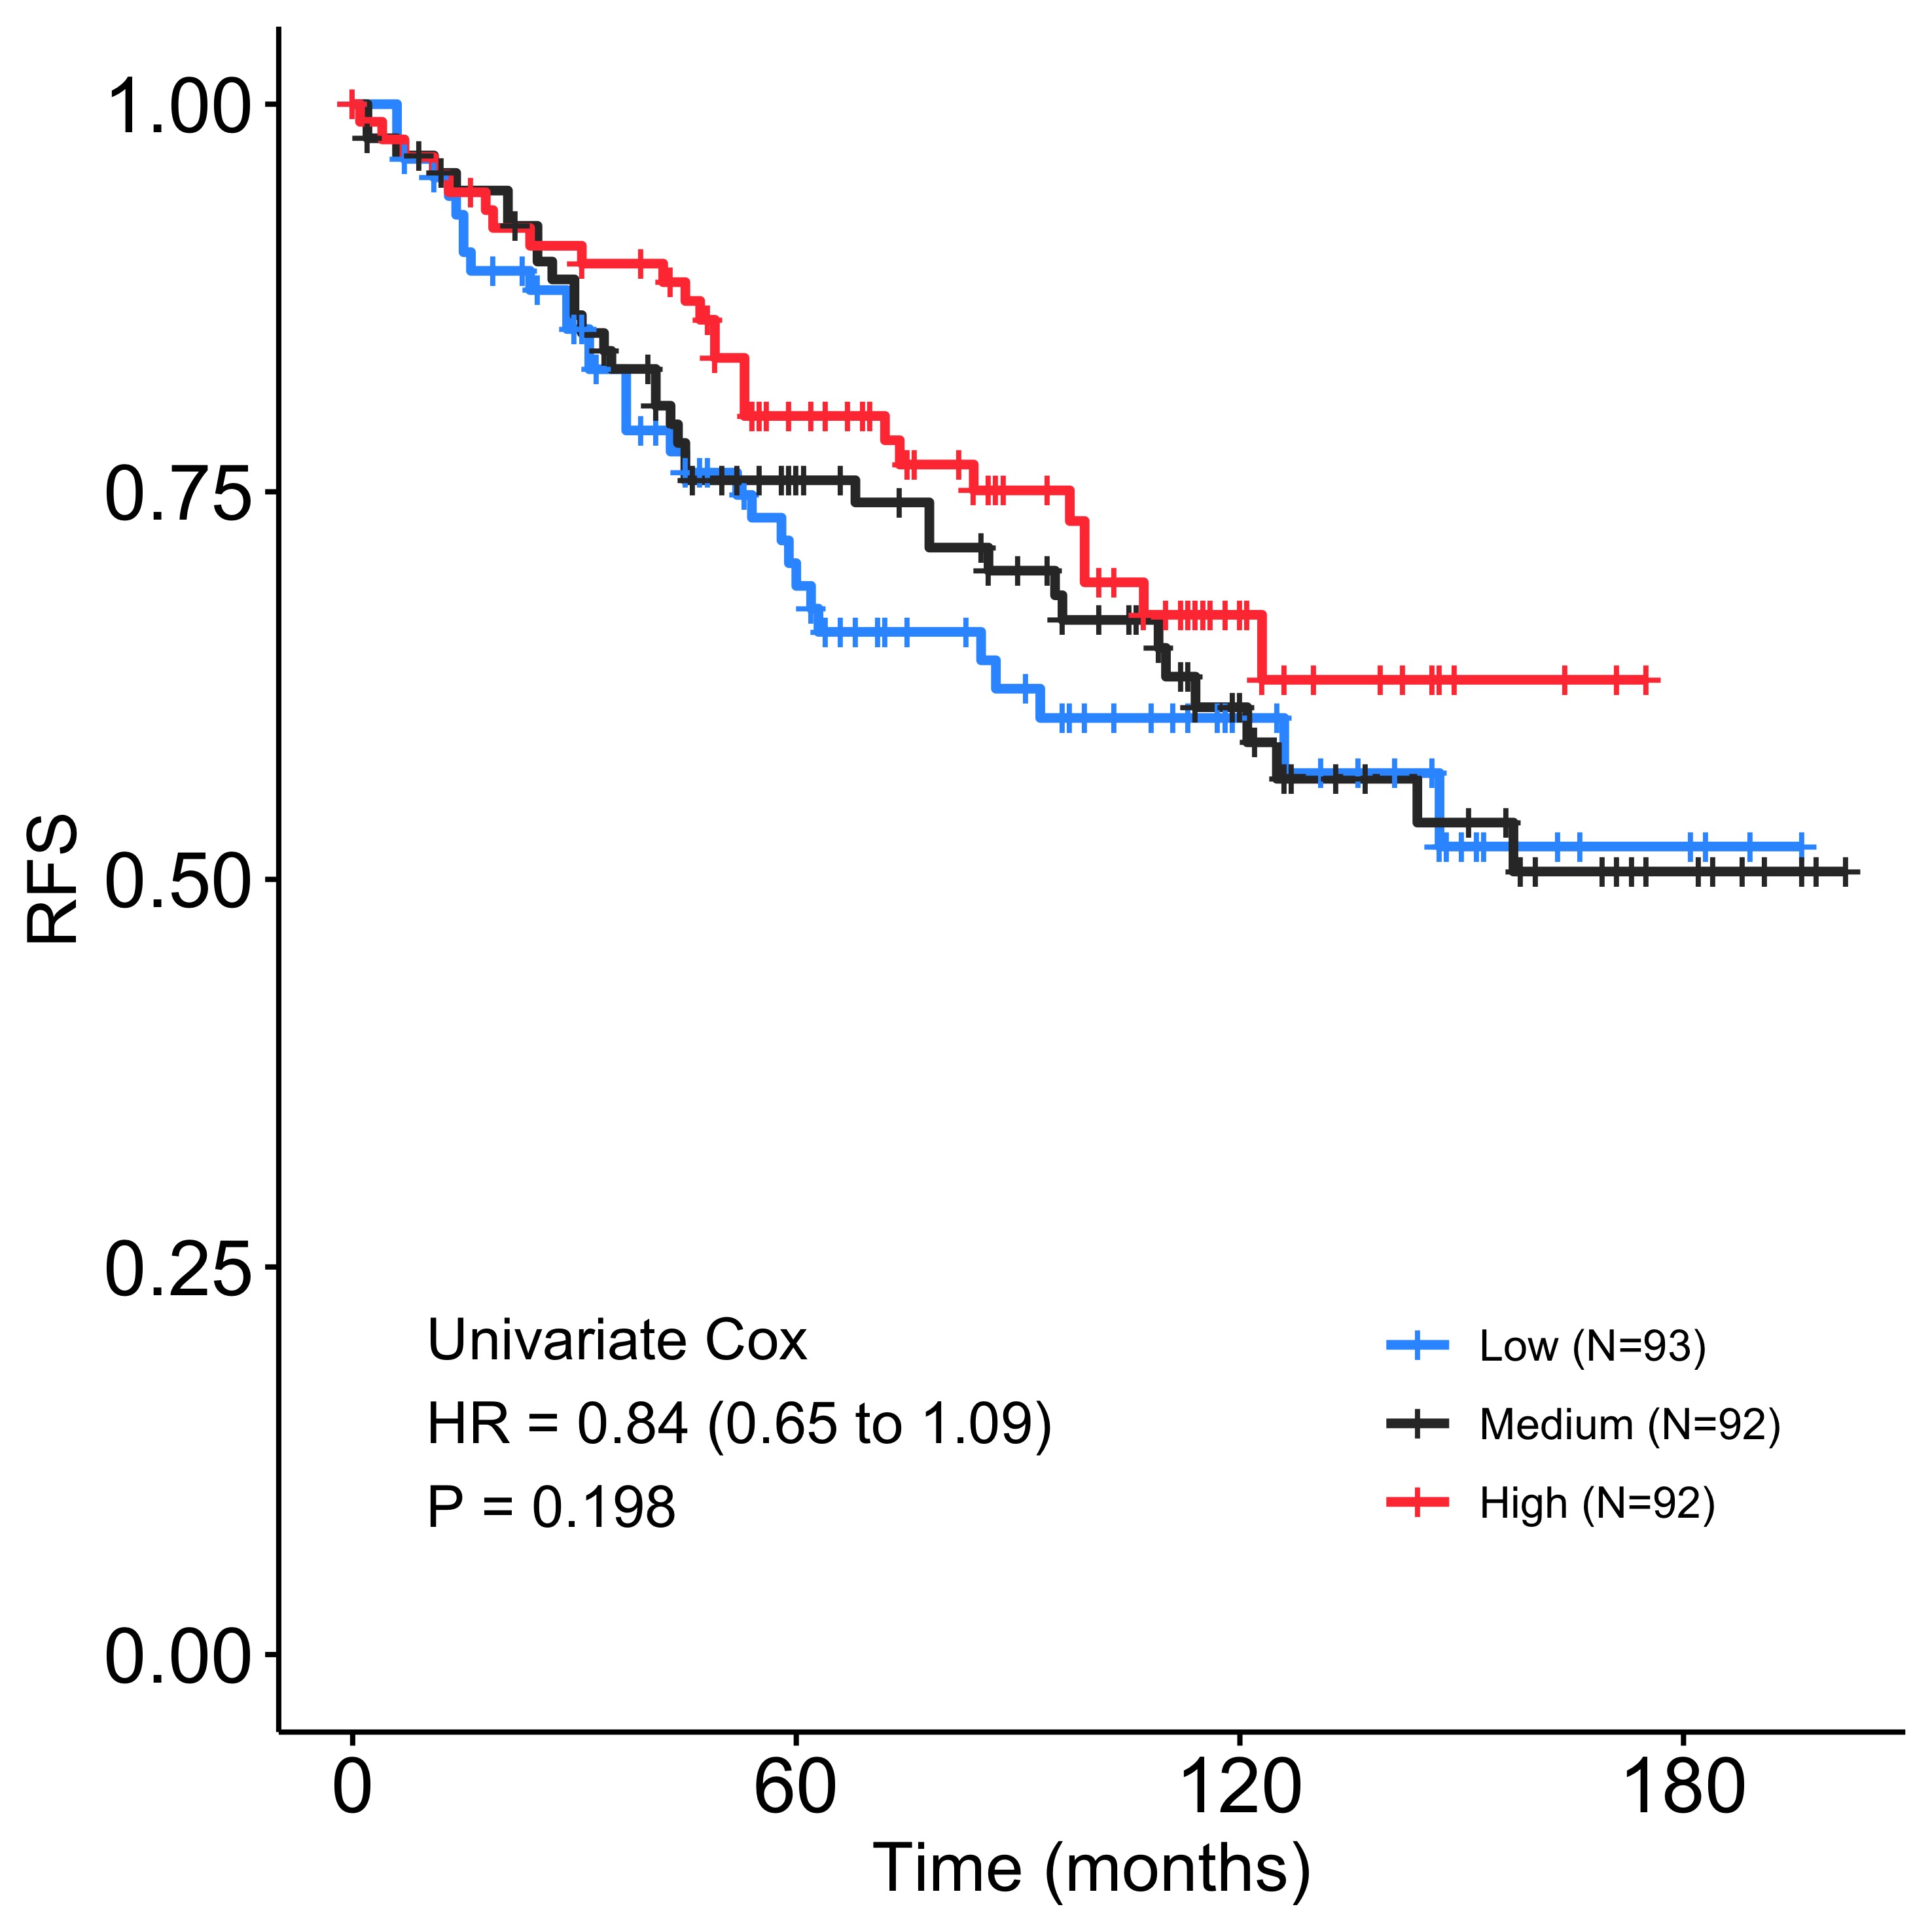 1.00
0.75
0.50
0.25
0.00
RFS
Univariate Cox
HR = 0.84 (0.65 to 1.09)
P = 0.198
Low (N=93)
Medium (N=92)
High (N=92)
0
60
120
180
Time (months)